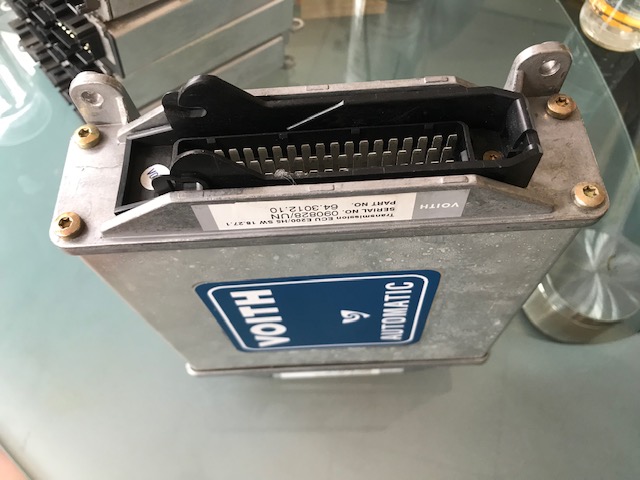 VOITH
Transmission ECU E200/HS SW 18.27.1
SERIAL NO. 090828/UN
PART NO. 64.3012.10
VOITH
AUTOMATIC